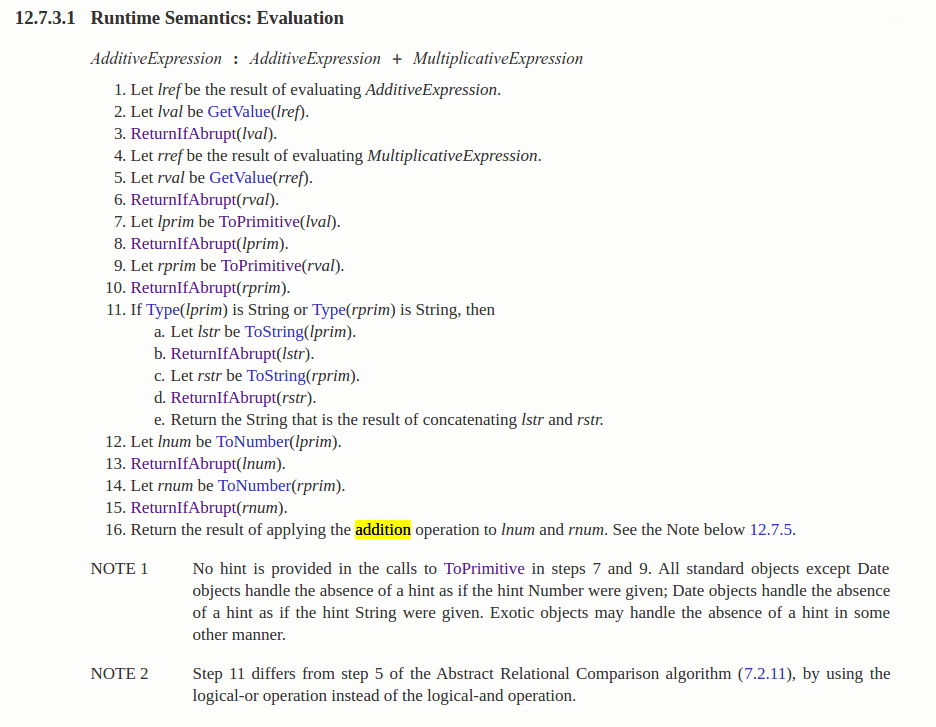 12.7.3.1 Runtime Semantics: Evaluation
AdditiveExpression : AdditiveExpression + MultiplicativeExpression
1. Let lref be the result of evaluating AdditiveExpression.
2. Let lval be GetValue(lref).
3. ReturnIfAbrupt(lval).
4. Let rref be the result of evaluating MultiplicativeExpression.
5. Let rval be GetValue(rref).
6. ReturnIfAbrupt(rval).
7. Let lprim be ToPrimitive(lval).
8. ReturnIfAbrupt(lprim).
9. Let rprim be ToPrimitive(rval).
10. ReturnIfAbrupt(rprim).
11. If Type(lprim) is String or Type(rprim) is String, then
a. Let lstr be ToString(lprim).
b. ReturnIfAbrupt(lstr).
c. Let rstr be ToString(rprim).
d. ReturnIfAbrupt(rstr).
e. Return the String that is the result of concatenating lstr and rstr.
12. Let lnum be ToNumber(lprim).
13. ReturnIfAbrupt(lnum).
14. Let rnum be ToNumber(rprim).
15. ReturnIfAbrupt(rnum).
16. Return the result of applying the addition operation to lnum and rnum. See the Note below 12.7.5.
NOTE 1 No hint is provided in the calls to ToPrimitive in steps 7 and 9. All standard objects except Date
objects handle the absence of a hint as if the hint Number were given; Date objects handle the absence
of a hint as if the hint String were given. Exotic objects may handle the absence of a hint in some
other manner.
NOTE 2 Step 11 differs from step 5 of the Abstract Relational Comparison algorithm (7.2.11), by using the
logical-or operation instead of the logical-and operation.